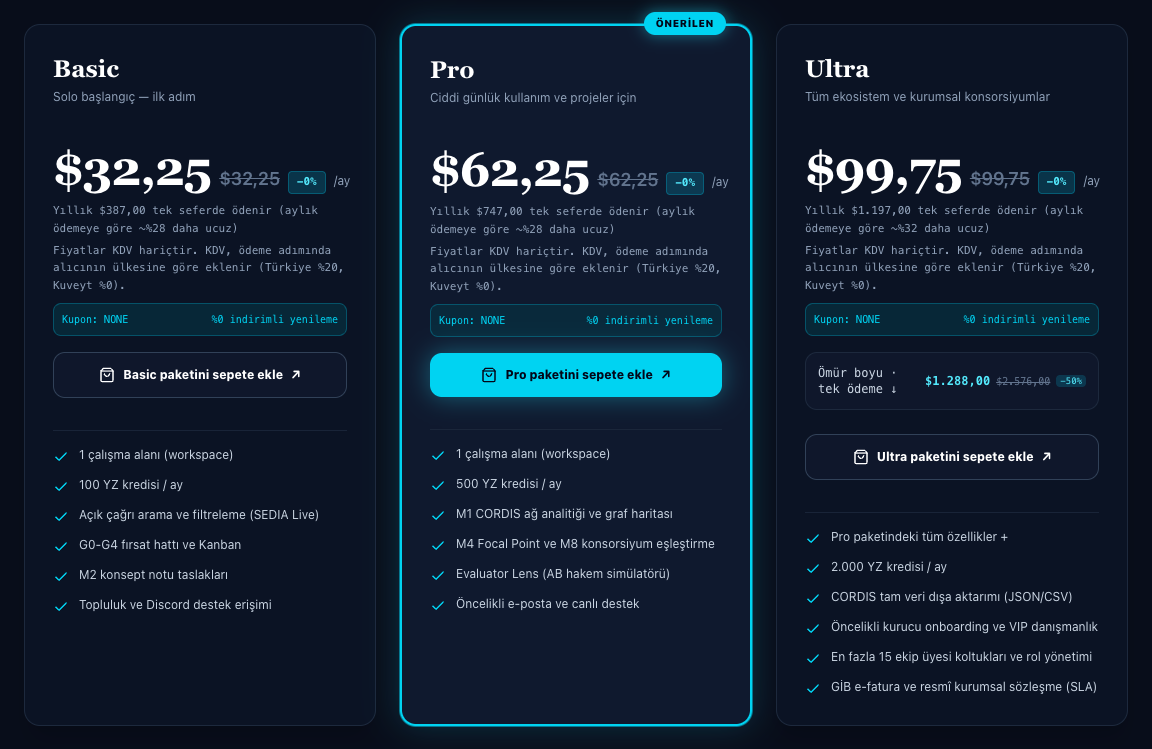 Basic
Solo başlangıç — ilk adım
$32,25 $32,25 −0% /ay
Yıllık $387,00 tek seferde ödenir (aylık
ödemeye göre ~%28 daha ucuz)
Fiyatlar KDV hariçtir. KDV, ödeme adımında
alıcının ülkesine göre eklenir (Türkiye %20,
Kuveyt %0).
Kupon: NONE %0 indirimli yenileme
Basic paketini sepete ekle ↗
1 çalışma alanı (workspace)
100 YZ kredisi / ay
Açık çağrı arama ve filtreleme (SEDIA Live)
G0-G4 fırsat hattı ve Kanban
M2 konsept notu taslakları
Topluluk ve Discord destek erişimi
ÖNERİLEN
Pro
Ciddi günlük kullanım ve projeler için
$62,25 $62,25 −0% /ay
Yıllık $747,00 tek seferde ödenir (aylık
ödemeye göre ~%28 daha ucuz)
Fiyatlar KDV hariçtir. KDV, ödeme adımında
alıcının ülkesine göre eklenir (Türkiye %20,
Kuveyt %0).
Kupon: NONE %0 indirimli yenileme
Pro paketini sepete ekle ↗
1 çalışma alanı (workspace)
500 YZ kredisi / ay
M1 CORDIS ağ analitiği ve graf haritası
M4 Focal Point ve M8 konsorsiyum eşleştirme
Evaluator Lens (AB hakem simülatörü)
Öncelikli e-posta ve canlı destek
Ultra
Tüm ekosistem ve kurumsal konsorsiyumlar
$99,75 $99,75 −0% /ay
Yıllık $1.197,00 tek seferde ödenir (aylık
ödemeye göre ~%32 daha ucuz)
Fiyatlar KDV hariçtir. KDV, ödeme adımında
alıcının ülkesine göre eklenir (Türkiye %20,
Kuveyt %0).
Kupon: NONE %0 indirimli yenileme
Ömür boyu ·
tek ödeme ↓
$1.288,00 $2.576,00 −50%
Ultra paketini sepete ekle ↗
Pro paketindeki tüm özellikler +
2.000 YZ kredisi / ay
CORDIS tam veri dışa aktarımı (JSON/CSV)
Öncelikli kurucu onboarding ve VIP danışmanlık
En fazla 15 ekip üyesi koltukları ve rol yönetimi
GİB e-fatura ve resmî kurumsal sözleşme (SLA)